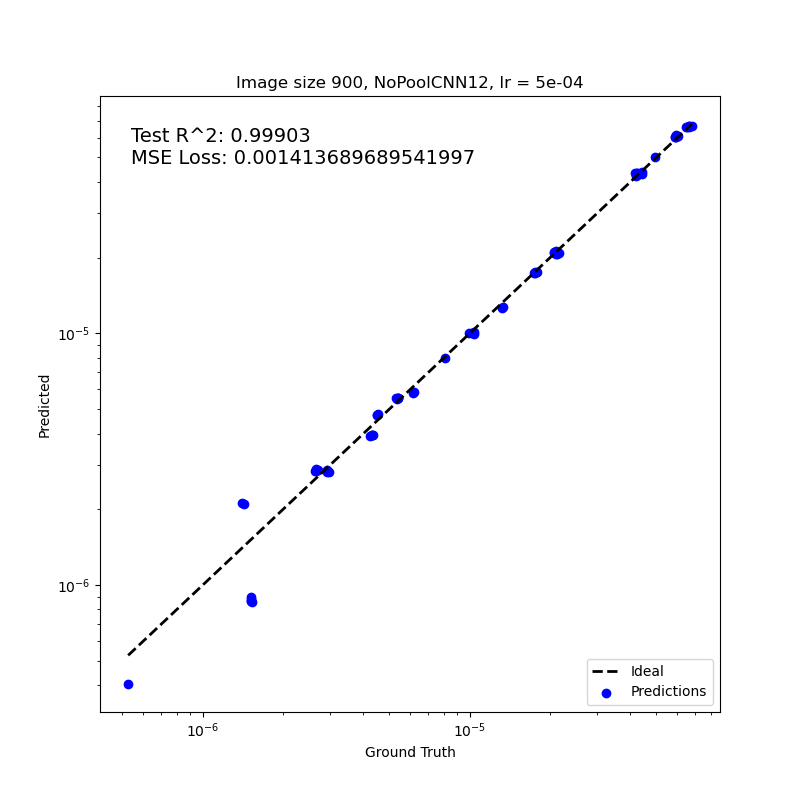 Image size 900, NoPoolCNN12, lr = 5e-04
Test R^2: 0.99903
MSE Loss: 0.001413689689541997
Predicted
10⁻⁵
10⁻⁶
Ideal
Predictions
10⁻⁶
10⁻⁵
Ground Truth